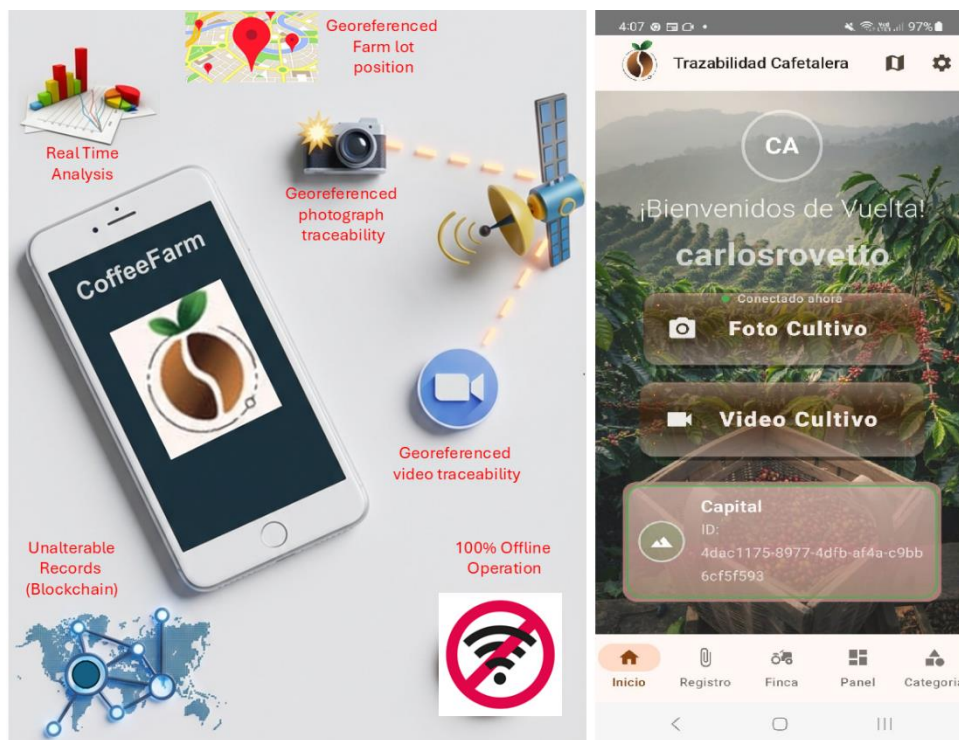 Georeferenced
Farm lot
position
Real Time
Analysis
Georeferenced
photograph
traceability
CoffeeFarm
Georeferenced
video traceability
Unalterable
Records
(Blockchain)
100% Offline
Operation
4:07
97%
Trazabilidad Cafetalera
CA
¡Bienvenidos de Vuelta!
carlosrovetto
Conectado ahora
Foto Cultivo
Video Cultivo
Capital
ID:
4dac1175-8977-4dfb-af4a-c9bb
6cf5f593
Inicio
Registro
Finca
Panel
Categoria